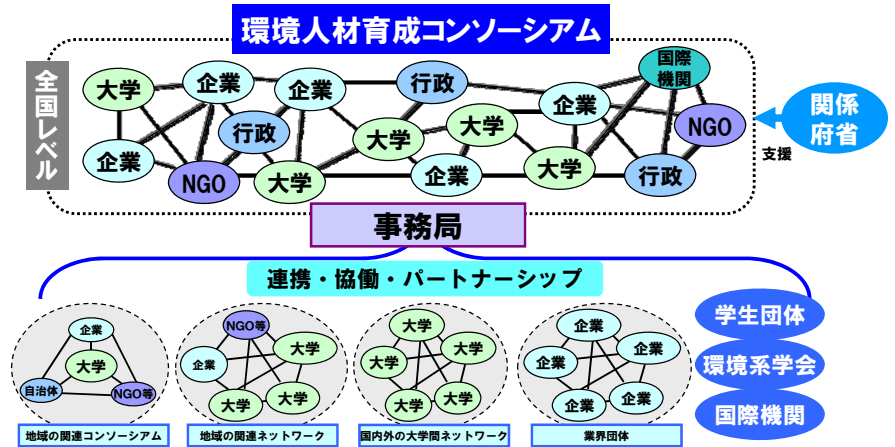 環境人材育成コンソーシアム
全国レベル
大学
企業
企業
行政
国際
機関
企業
行政
大学
大学
NGO
企業
NGO
大学
企業
大学
行政
関係
府省
支援
事務局
連携・協働・パートナーシップ
企業
大学
自治体
NGO等
地域の関連コンソーシアム
NGO等
大学
企業
大学
大学
地域の関連ネットワーク
大学
大学
大学
大学
大学
国内外の大学間ネットワーク
企業
企業
企業
企業
企業
業界団体
学生団体
環境系学会
国際機関